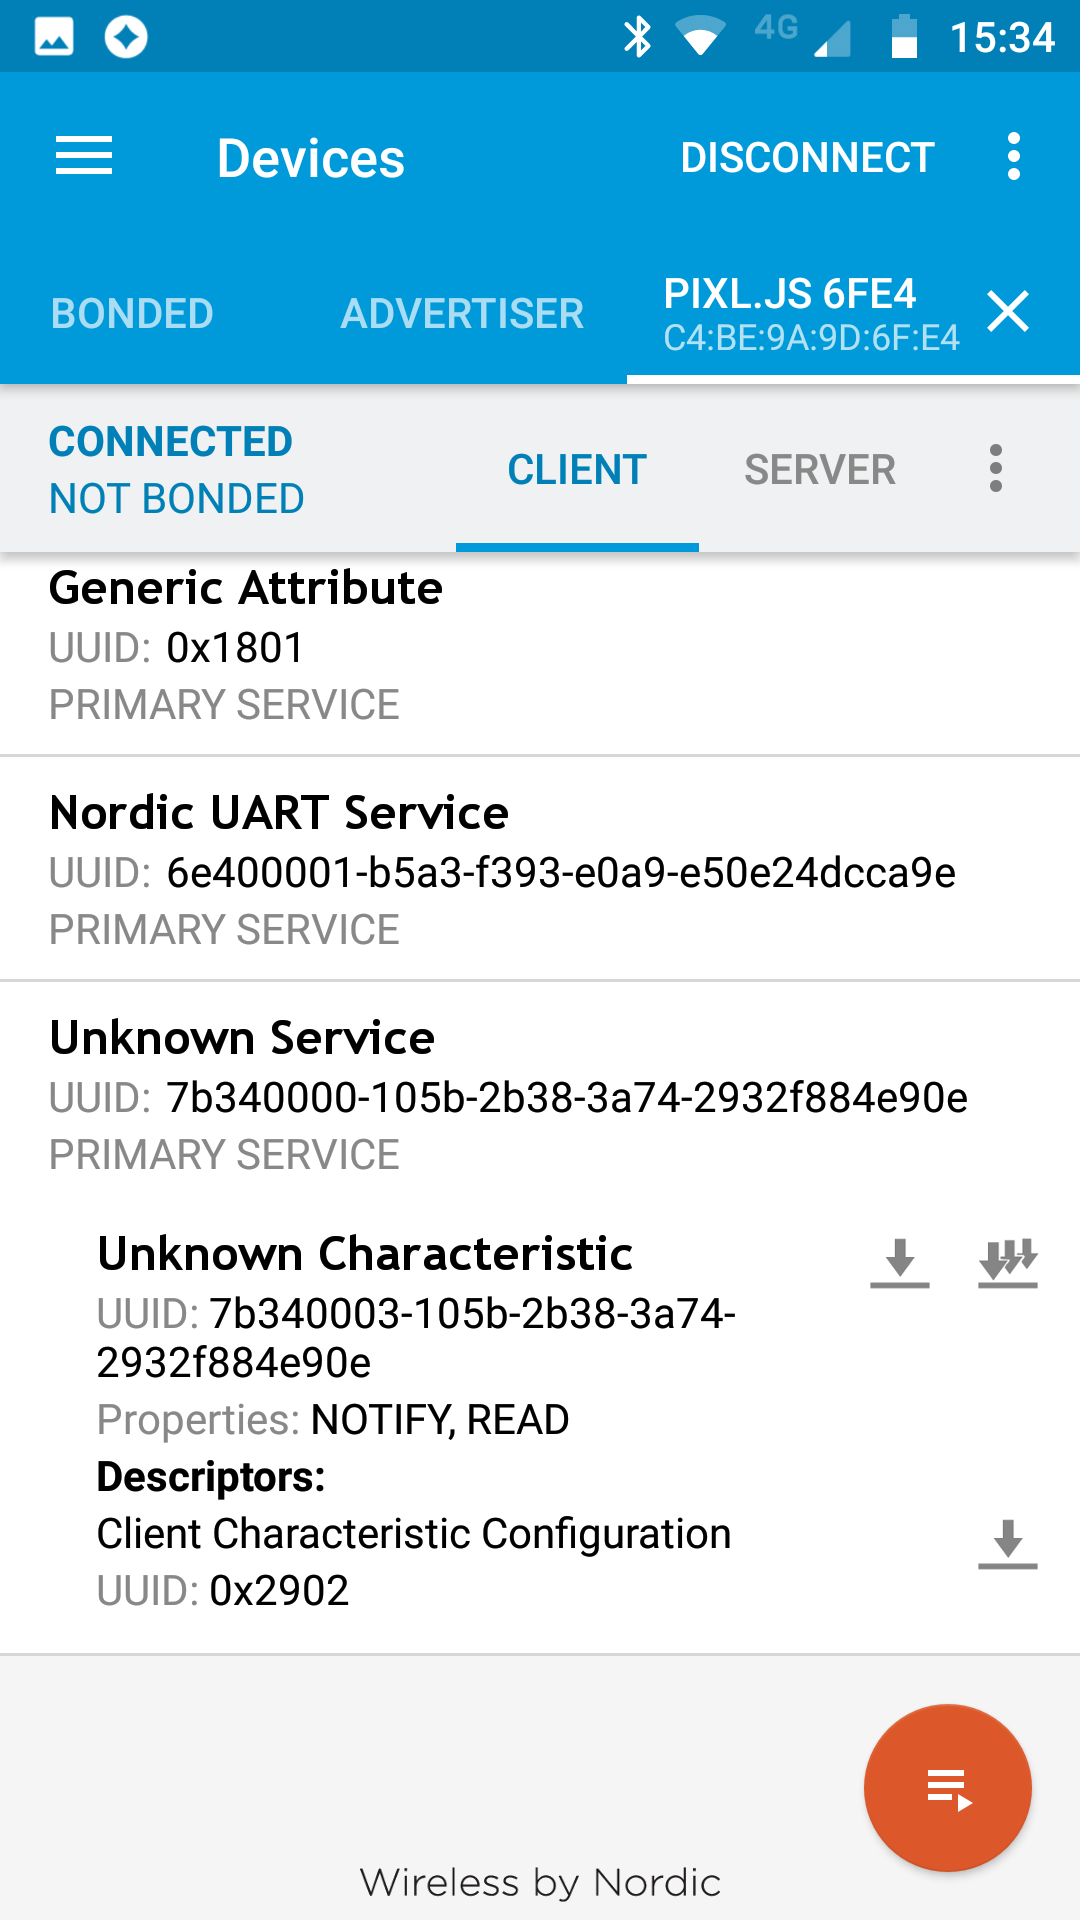 4G 15:34
Devices DISCONNECT
BONDED ADVERTISER PIXL.JS 6FE4
C4:BE:9A:9D:6F:E4
CONNECTED
NOT BONDED
CLIENT SERVER
Generic Attribute
UUID: 0x1801
PRIMARY SERVICE
Nordic UART Service
UUID: 6e400001-b5a3-f393-e0a9-e50e24dcca9e
PRIMARY SERVICE
Unknown Service
UUID: 7b340000-105b-2b38-3a74-2932f884e90e
PRIMARY SERVICE
Unknown Characteristic
UUID: 7b340003-105b-2b38-3a74-
2932f884e90e
Properties: NOTIFY, READ
Descriptors:
Client Characteristic Configuration
UUID: 0x2902
Wireless by Nordic